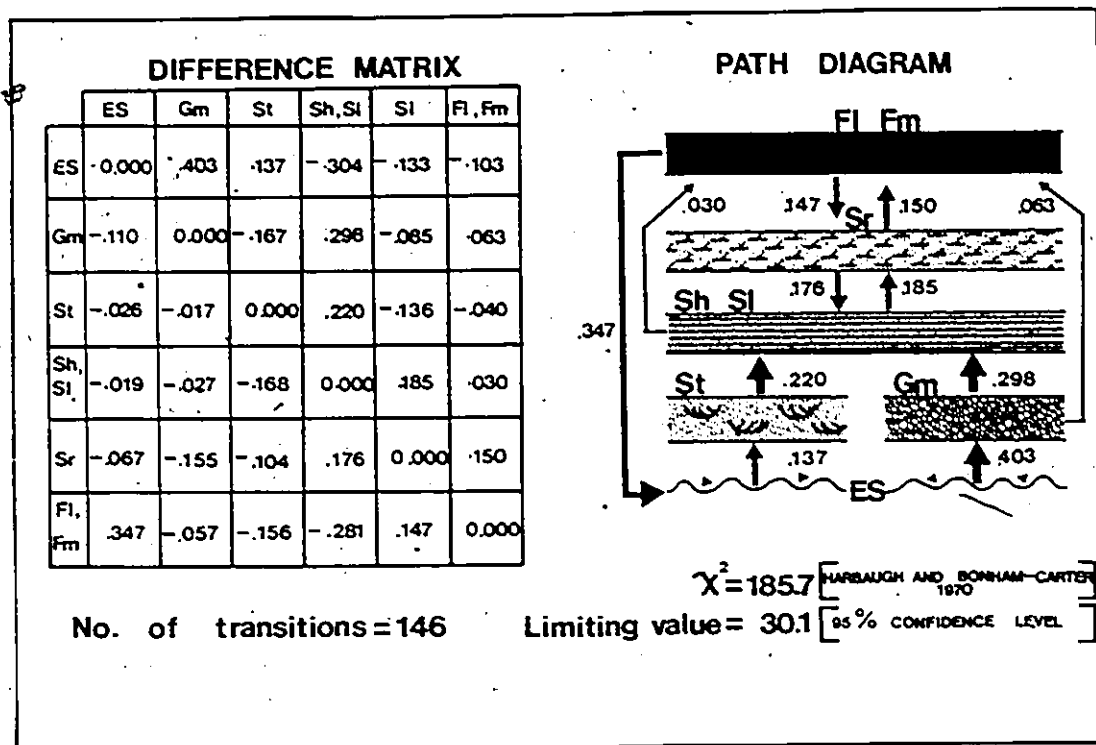 DIFFERENCE MATRIX
ES Gm St Sh,Sl Sl Fl,Fm
ES 0.000 .403 .137 -.304 -.133 -.103
Gm -.110 0.000 -.167 .298 -.085 .063
St -.026 -.017 0.000 .220 -.136 -.040
Sh, Sl -.019 -.027 -.168 0.000 .185 .030
Sr -.067 -.155 -.104 .176 0.000 .150
Fl, Fm .347 -.057 -.156 -.281 .147 0.000
No. of transitions = 146
PATH DIAGRAM
Fl Fm
.030 .147 .150 .063
Sr
.176 .185
Sh Sl
.347
St .220 Gm .298
.137 .403
ES
χ² = 185.7 [HARBAUGH AND BONHAM-CARTER
1970]
Limiting value = 30.1 [95% CONFIDENCE LEVEL]